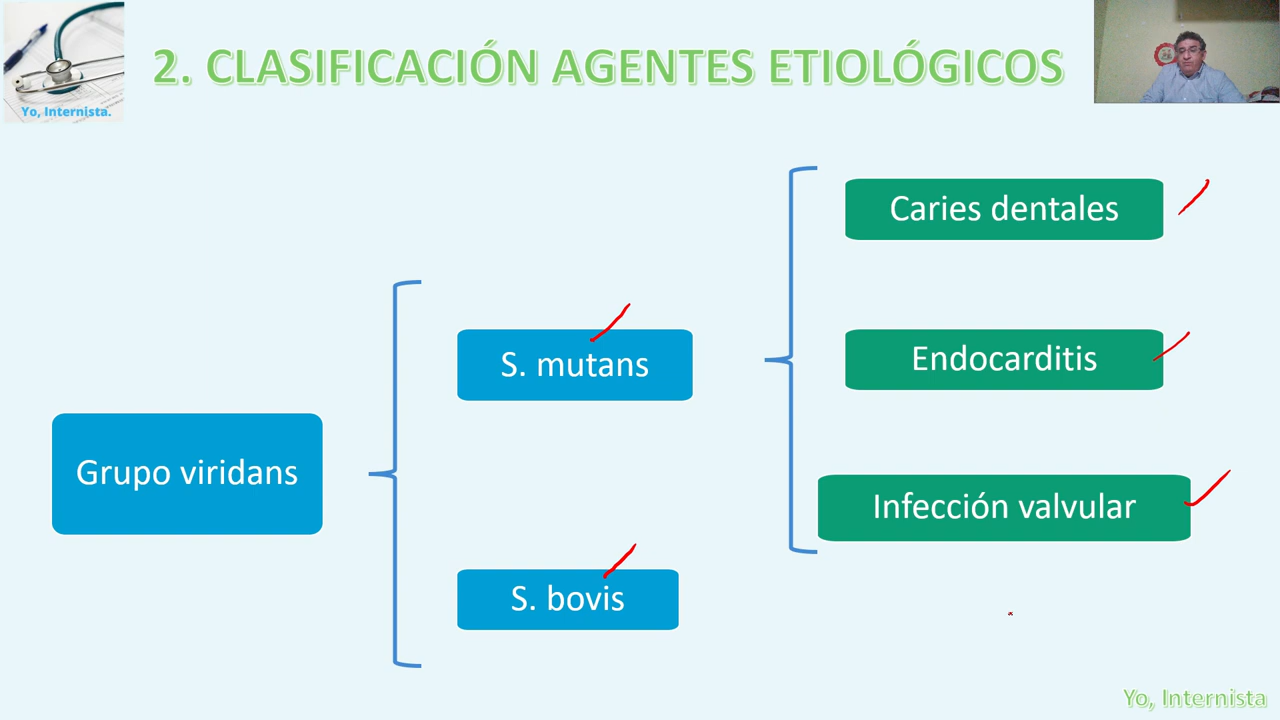 Yo, Internista.
2. CLASIFICACIÓN AGENTES ETIOLÓGICOS
Grupo viridans
S. mutans
S. bovis
Caries dentales
Endocarditis
Infección valvular
Yo, Internista